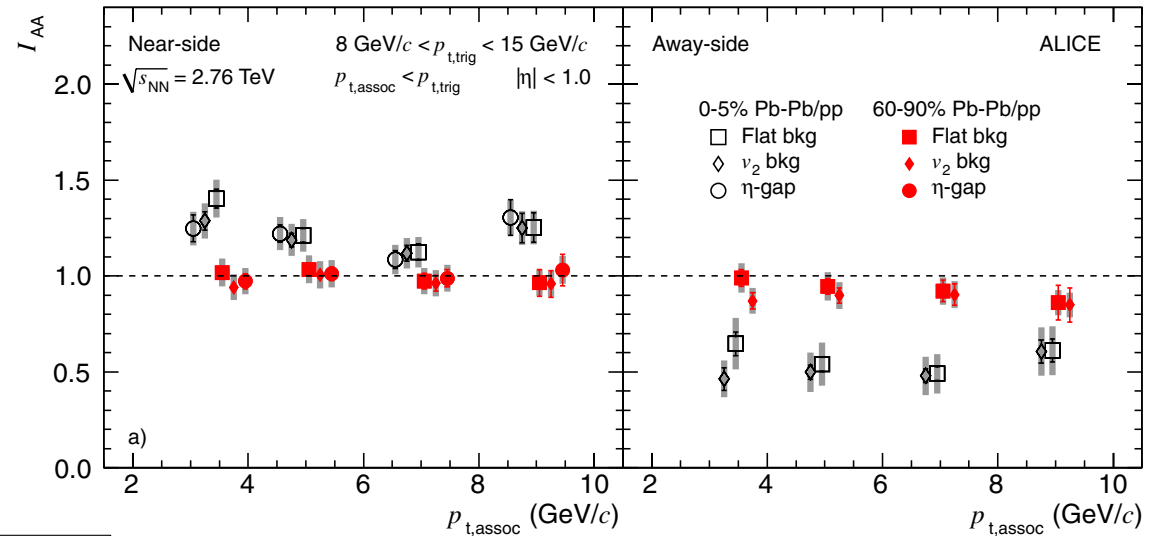 I_AA
Near-side
8 GeV/c < p_t,trig < 15 GeV/c
√s_NN = 2.76 TeV
p_t,assoc < p_t,trig
|η| < 1.0
2.0
1.5
1.0
0.5
0.0
a)
2 4 6 8 10
p_t,assoc (GeV/c)
Away-side
ALICE
0-5% Pb-Pb/pp
Flat bkg
v_2 bkg
η-gap
60-90% Pb-Pb/pp
Flat bkg
v_2 bkg
η-gap
2 4 6 8 10
p_t,assoc (GeV/c)